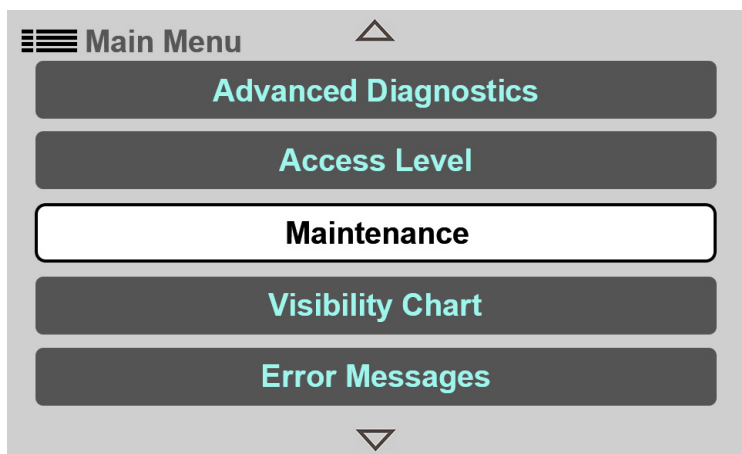 Main Menu
Advanced Diagnostics
Access Level
Maintenance
Visibility Chart
Error Messages